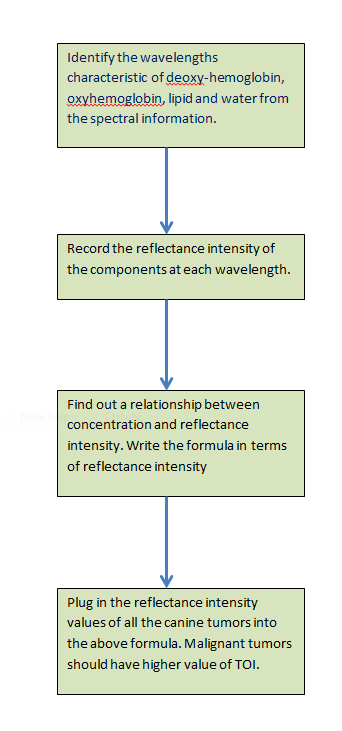 Identify the wavelengths
characteristic of deoxy-hemoglobin,
oxyhemoglobin, lipid and water from
the spectral information.
Record the reflectance intensity of
the components at each wavelength.
Find out a relationship between
concentration and reflectance
intensity. Write the formula in terms
of reflectance intensity
Plug in the reflectance intensity
values of all the canine tumors into
the above formula. Malignant tumors
should have higher value of TOI.